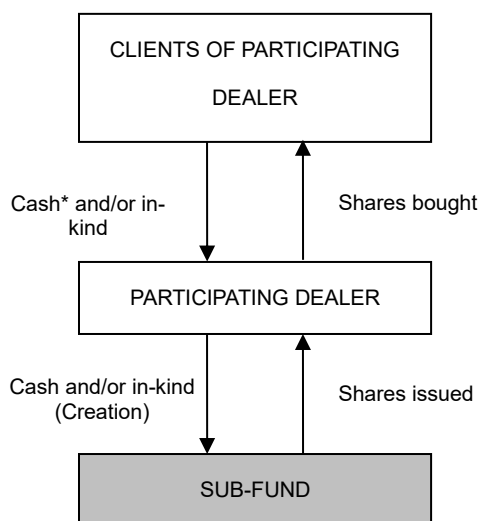 CLIENTS OF PARTICIPATING
DEALER
Cash* and/or in-
kind
Shares bought
PARTICIPATING DEALER
Cash and/or in-kind
(Creation)
Shares issued
SUB-FUND